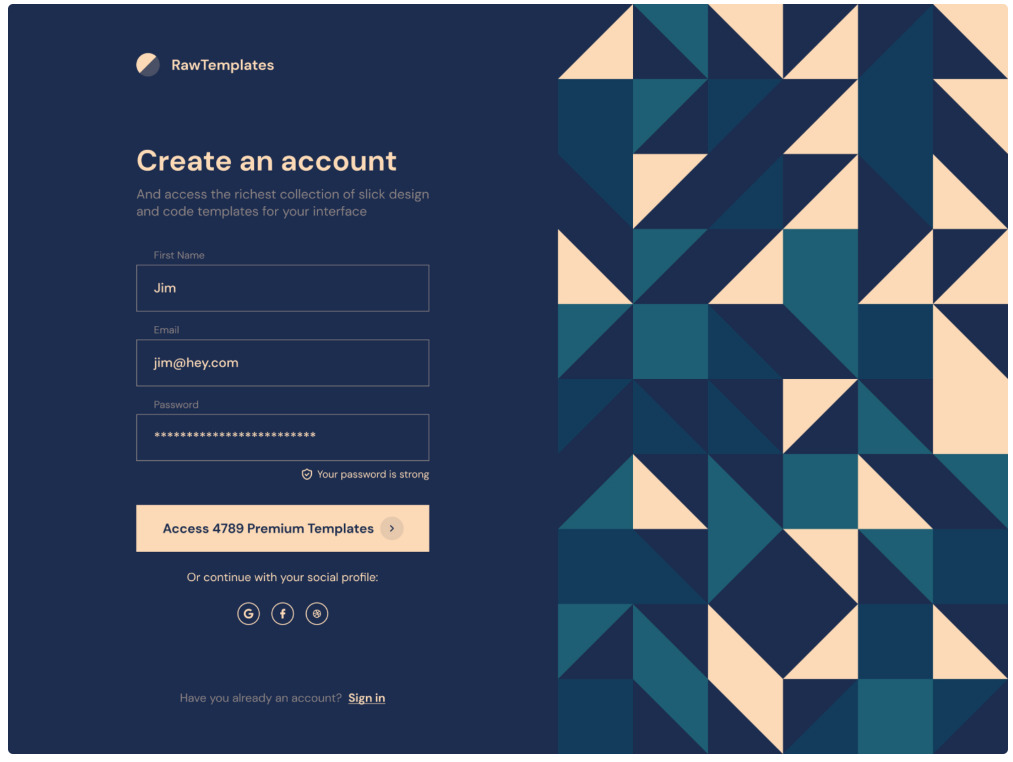 RawTemplates
Create an account
And access the richest collection of slick design
and code templates for your interface
First Name
Jim
Email
jim@hey.com
Password
*************************
Your password is strong
Access 4789 Premium Templates
Or continue with your social profile:
G f
Have you already an account? Sign in